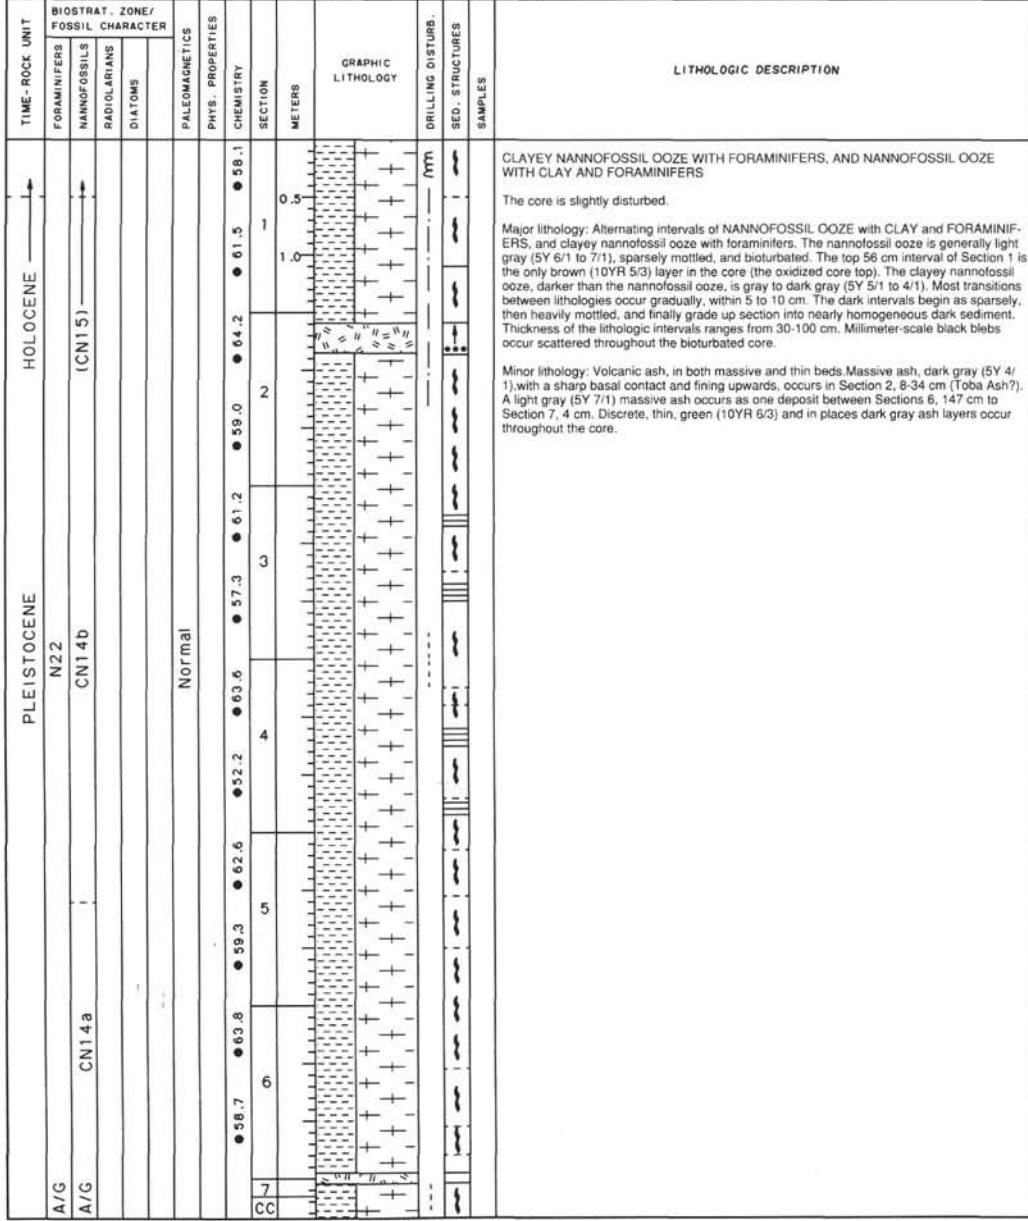 TIME-ROCK UNIT
BIOSTRAT. ZONE/
FOSSIL CHARACTER
FORAMINIFERS
NANNOFOSSILS
RADIOLARIANS
DIATOMS
PALEOMAGNETICS
PHYS. PROPERTIES
CHEMISTRY
SECTION
METERS
GRAPHIC
LITHOLOGY
DRILLING DISTURB.
SED. STRUCTURES
SAMPLES
LITHOLOGIC DESCRIPTION
PLEISTOCENE
HOLOCENE
N22
A/G
(CN15)
CN14b
CN14a
A/G
Normal
58.1
61.5
64.2
59.0
61.2
57.3
63.6
52.2
62.6
59.3
63.8
58.7
1
2
3
4
5
6
7
CC
0.5
1.0
CLAYEY NANNOFOSSIL OOZE WITH FORAMINIFERS, AND NANNOFOSSIL OOZE
WITH CLAY AND FORAMINIFERS
The core is slightly disturbed.
Major lithology: Alternating intervals of NANNOFOSSIL OOZE with CLAY and FORAMINIF-
ERS, and clayey nannofossil ooze with foraminifers. The nannofossil ooze is generally light
gray (5Y 6/1 to 7/1), sparsely mottled, and bioturbated. The top 56 cm interval of Section 1 is
the only brown (10YR 5/3) layer in the core (the oxidized core top). The clayey nannofossil
ooze, darker than the nannofossil ooze, is gray to dark gray (5Y 5/1 to 4/1). Most transitions
between lithologies occur gradually, within 5 to 10 cm. The dark intervals begin as sparsely,
then heavily mottled, and finally grade up section into nearly homogeneous dark sediment.
Thickness of the lithologic intervals ranges from 30-100 cm. Millimeter-scale black blebs
occur scattered throughout the bioturbated core.
Minor lithology: Volcanic ash, in both massive and thin beds.Massive ash, dark gray (5Y 4/
1),with a sharp basal contact and fining upwards, occurs in Section 2, 8-34 cm (Toba Ash?).
A light gray (5Y 7/1) massive ash occurs as one deposit between Sections 6, 147 cm to
Section 7, 4 cm. Discrete, thin, green (10YR 6/3) and in places dark gray ash layers occur
throughout the core.